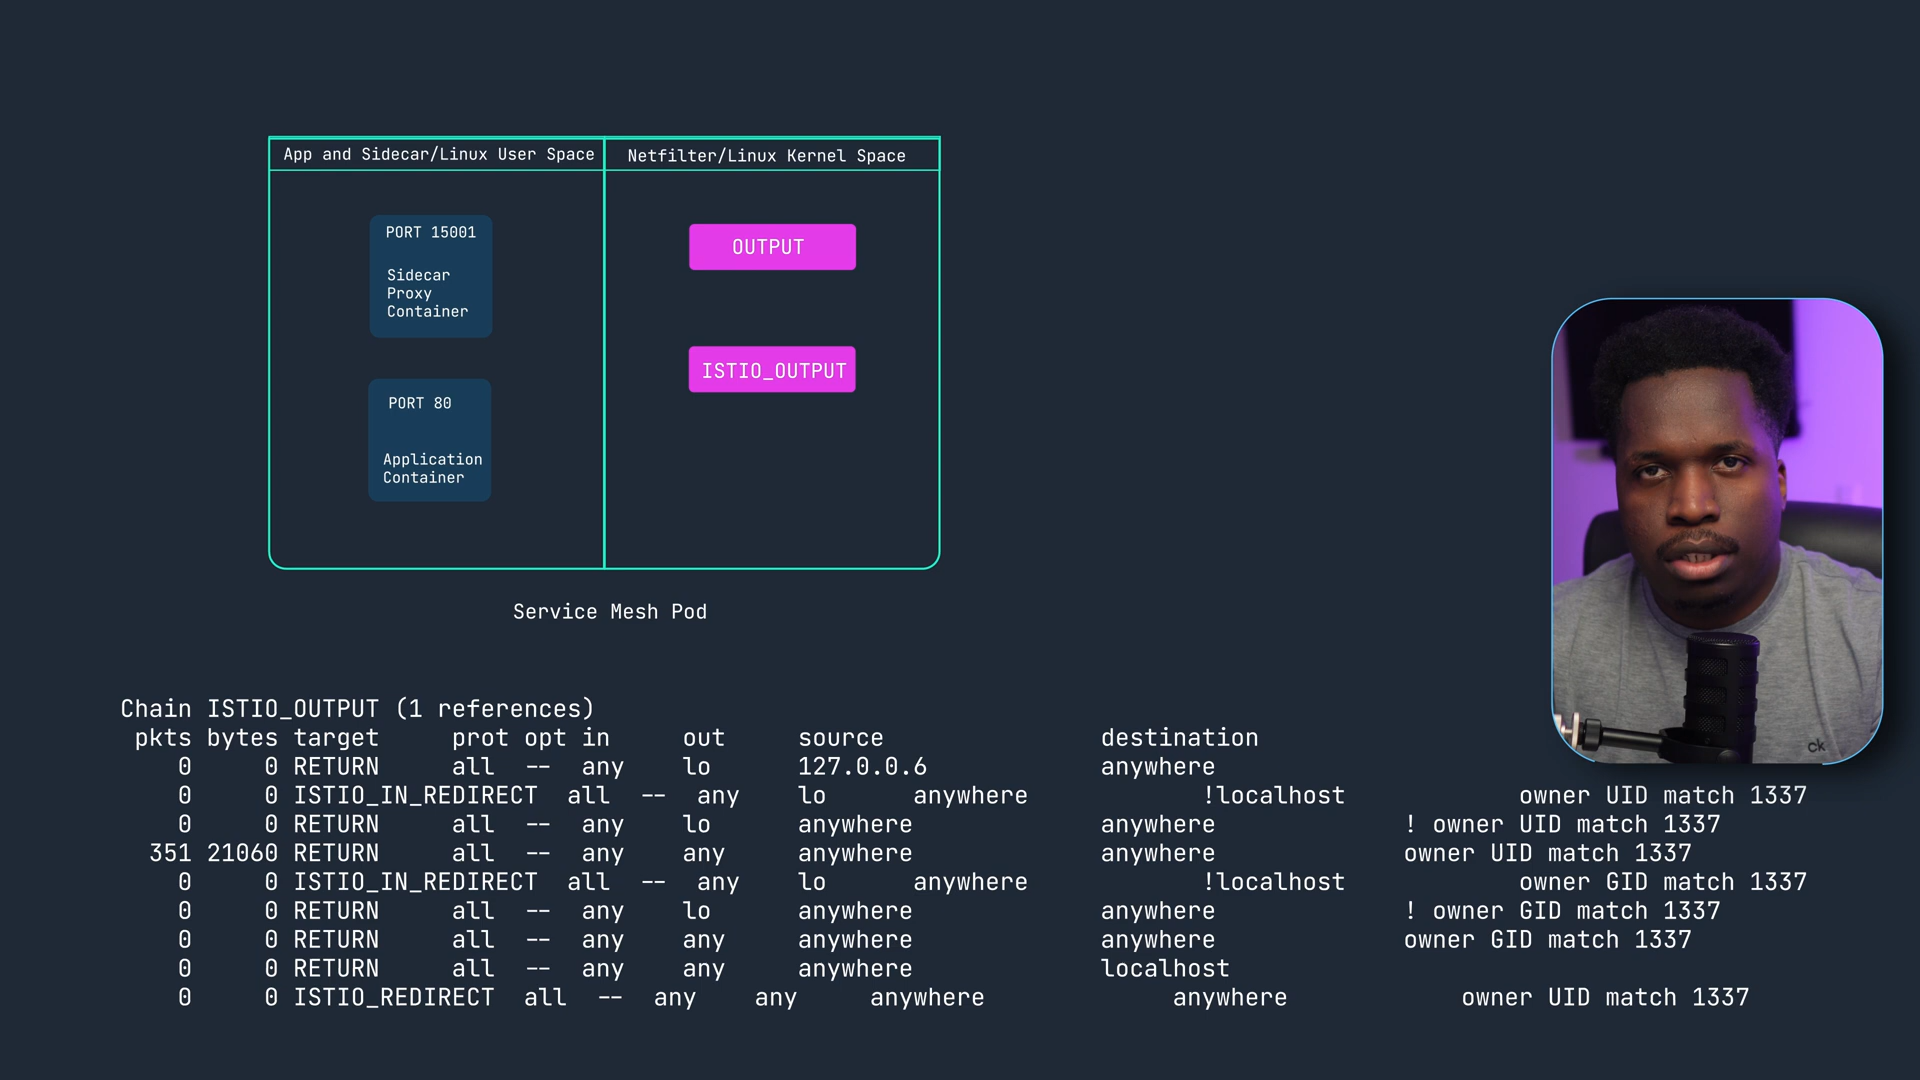 App and Sidecar/Linux User Space
Netfilter/Linux Kernel Space
PORT 15001
Sidecar
Proxy
Container
OUTPUT
ISTIO_OUTPUT
PORT 80
Application
Container
Service Mesh Pod
Chain ISTIO_OUTPUT (1 references)
pkts bytes target prot opt in out source destination
0 0 RETURN all -- any lo 127.0.0.6 anywhere
0 0 ISTIO_IN_REDIRECT all -- any lo anywhere !localhost owner UID match 1337
0 0 RETURN all -- any lo anywhere anywhere ! owner UID match 1337
351 21060 RETURN all -- any any anywhere anywhere owner UID match 1337
0 0 ISTIO_IN_REDIRECT all -- any lo anywhere !localhost owner GID match 1337
0 0 RETURN all -- any lo anywhere anywhere ! owner GID match 1337
0 0 RETURN all -- any any anywhere anywhere owner GID match 1337
0 0 RETURN all -- any any anywhere localhost
0 0 ISTIO_REDIRECT all -- any any anywhere anywhere owner UID match 1337
ck